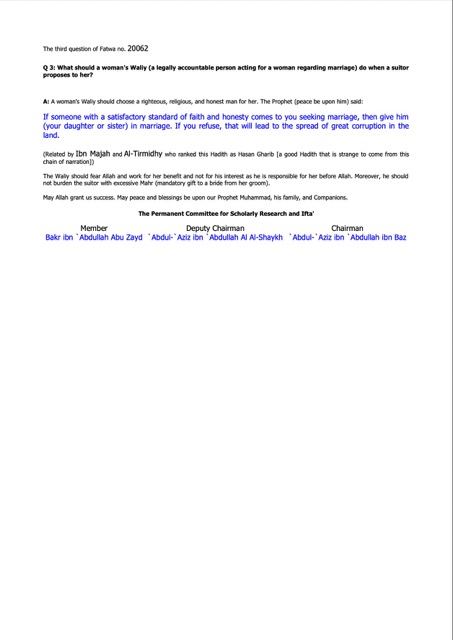 The third question of Fatwa no. 20062
Q 3: What should a woman's Waliy (a legally accountable person acting for a woman regarding marriage) do when a suitor
proposes to her?
A: A woman's Waliy should choose a righteous, religious, and honest man for her. The Prophet (peace be upon him) said:
If someone with a satisfactory standard of faith and honesty comes to you seeking marriage, then give him
(your daughter or sister) in marriage. If you refuse, that will lead to the spread of great corruption in the
land.
(Related by Ibn Majah and Al-Tirmidhy who ranked this Hadith as Hasan Gharib [a good Hadith that is strange to come from this
chain of narration])
The Waliy should fear Allah and work for her benefit and not for his interest as he is responsible for her before Allah. Moreover, he should
not burden the suitor with excessive Mahr (mandatory gift to a bride from her groom).
May Allah grant us success. May peace and blessings be upon our Prophet Muhammad, his family, and Companions.
The Permanent Committee for Scholarly Research and Ifta'
Member Deputy Chairman Chairman
Bakr ibn `Abdullah Abu Zayd `Abdul-`Aziz ibn `Abdullah Al Al-Shaykh `Abdul-`Aziz ibn `Abdullah ibn Baz